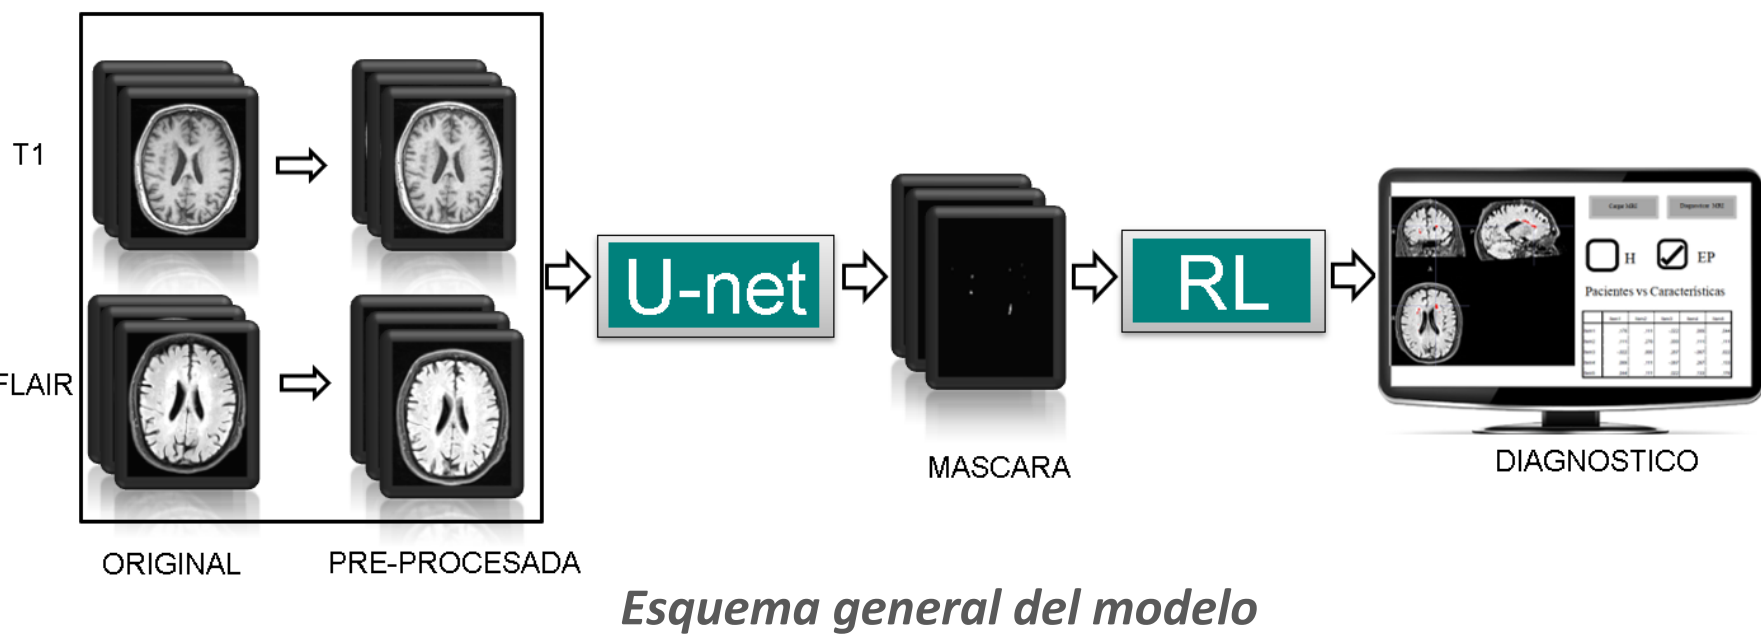 T1
FLAIR
ORIGINAL
PRE-PROCESADA
U-net
MASCARA
RL
H
EP
Pacientes vs Características
DIAGNOSTICO
Esquema general del modelo